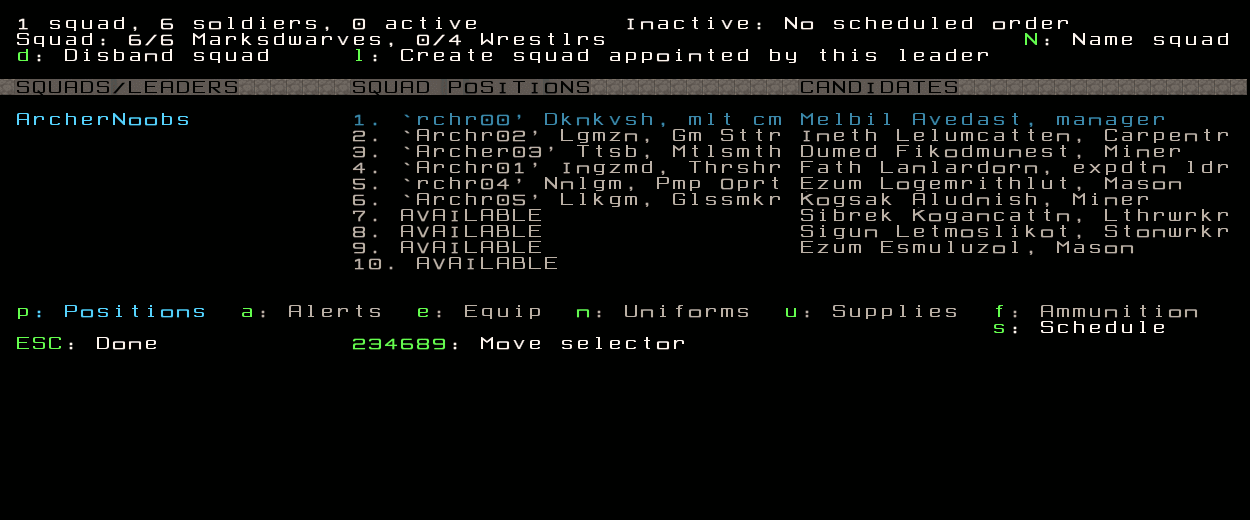 1 squad, 6 soldiers, 0 active Inactive: No scheduled order
Squad: 6/6 Marksdwarves, 0/4 Wrestlrs N: Name squad
d: Disband squad l: Create squad appointed by this leader
SQUADS/LEADERS SQUAD POSITIONS CANDIDATES
ArcherNoobs 1. `rchr00' Dknkvsh, mlt cm Melbil Avedast, manager
2. `Archr02' Lgmzn, Gm Sttr Ineth Lelumcatten, Carpentr
3. `Archer03' Ttsb, Mtlsmth Dumed Fikodmunest, Miner
4. `Archr01' Ingzmd, Thrshr Fath Lanlardorn, expdtn ldr
5. `rchr04' Nnlgm, Pmp Oprt Ezum Logemrithlut, Mason
6. `Archr05' Llkgm, Glssmkr Kogsak Aludnish, Miner
7. AVAILABLE Sibrek Kogancattn, Lthrwrkr
8. AVAILABLE Sigun Letmoslikot, Stonwrkr
9. AVAILABLE Ezum Esmuluzol, Mason
10. AVAILABLE
p: Positions a: Alerts e: Equip n: Uniforms u: Supplies f: Ammunition
s: Schedule
ESC: Done 234689: Move selector